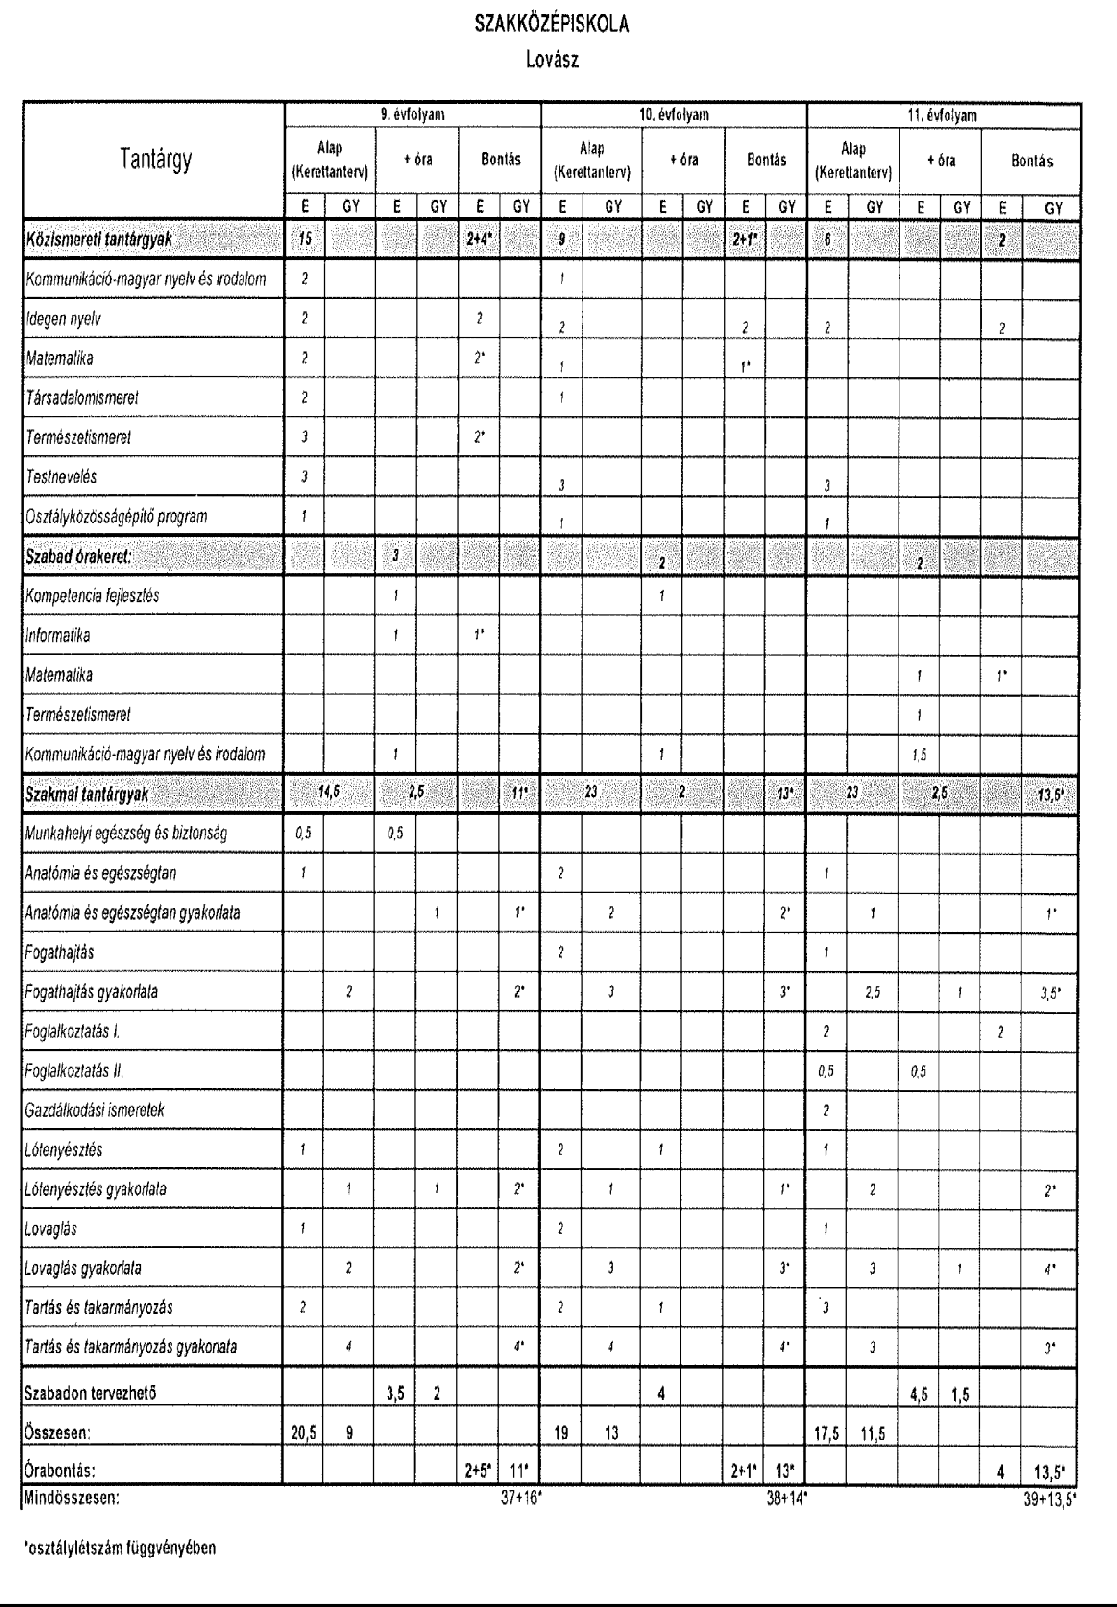 SZAKKÖZÉPISKOLA
Lovász
Tantárgy 9. évfolyam 10. évfolyam 11. évfolyam
Alap (Kerettanterv) + óra Bontás Alap (Kerettanterv) + óra Bontás Alap (Kerettanterv) + óra Bontás
E GY E GY E GY E GY E GY E GY E GY E GY E GY
Közismereti tantárgyak 15 2+4* 9 2+1* 6 2
Kommunikáció-magyar nyelv és irodalom 2 1
Idegen nyelv 2 2 2 2 2 2
Matematika 2 2* 1 1*
Társadalomismeret 2 1
Természetismeret 3 2*
Testnevelés 3 3 3
Osztályközösségépítő program 1 1 1
Szabad órakeret: 3 2 2
Kompetencia fejlesztés 1 1
Informatika 1 1*
Matematika 1 1*
Természetismeret 1
Kommunikáció-magyar nyelv és irodalom 1 1 1,5
Szakmai tantárgyak 14,5 2,5 11* 23 2 13* 23 2,5 13,5*
Munkahelyi egészség és biztonság 0,5 0,5
Anatómia és egészségtan 1 2 1
Anatómia és egészségtan gyakorlata 1 1* 2 2* 1 1*
Fogathajtás 2 1
Fogathajtás gyakorlata 2 2* 3 3* 2,5 1 3,5*
Foglalkoztatás I. 2 2
Foglalkoztatás II. 0,5 0,5
Gazdálkodási ismeretek 2
Lótenyésztés 1 2 1 1
Lótenyésztés gyakorlata 1 1 2* 1 1* 2 2*
Lovaglás 1 2 1
Lovaglás gyakorlata 2 2* 3 3* 3 1 4*
Tartás és takarmányozás 2 2 1 3
Tartás és takarmányozás gyakorlata 4 4* 4 4* 3 3*
Szabadon tervezhető 3,5 2 4 4,5 1,5
Összesen: 20,5 9 19 13 17,5 11,5
Órabontás: 2+5* 11* 2+1* 13* 4 13,5*
Mindösszesen: 37+16* 38+14* 39+13,5*
*osztálylétszám függvényében